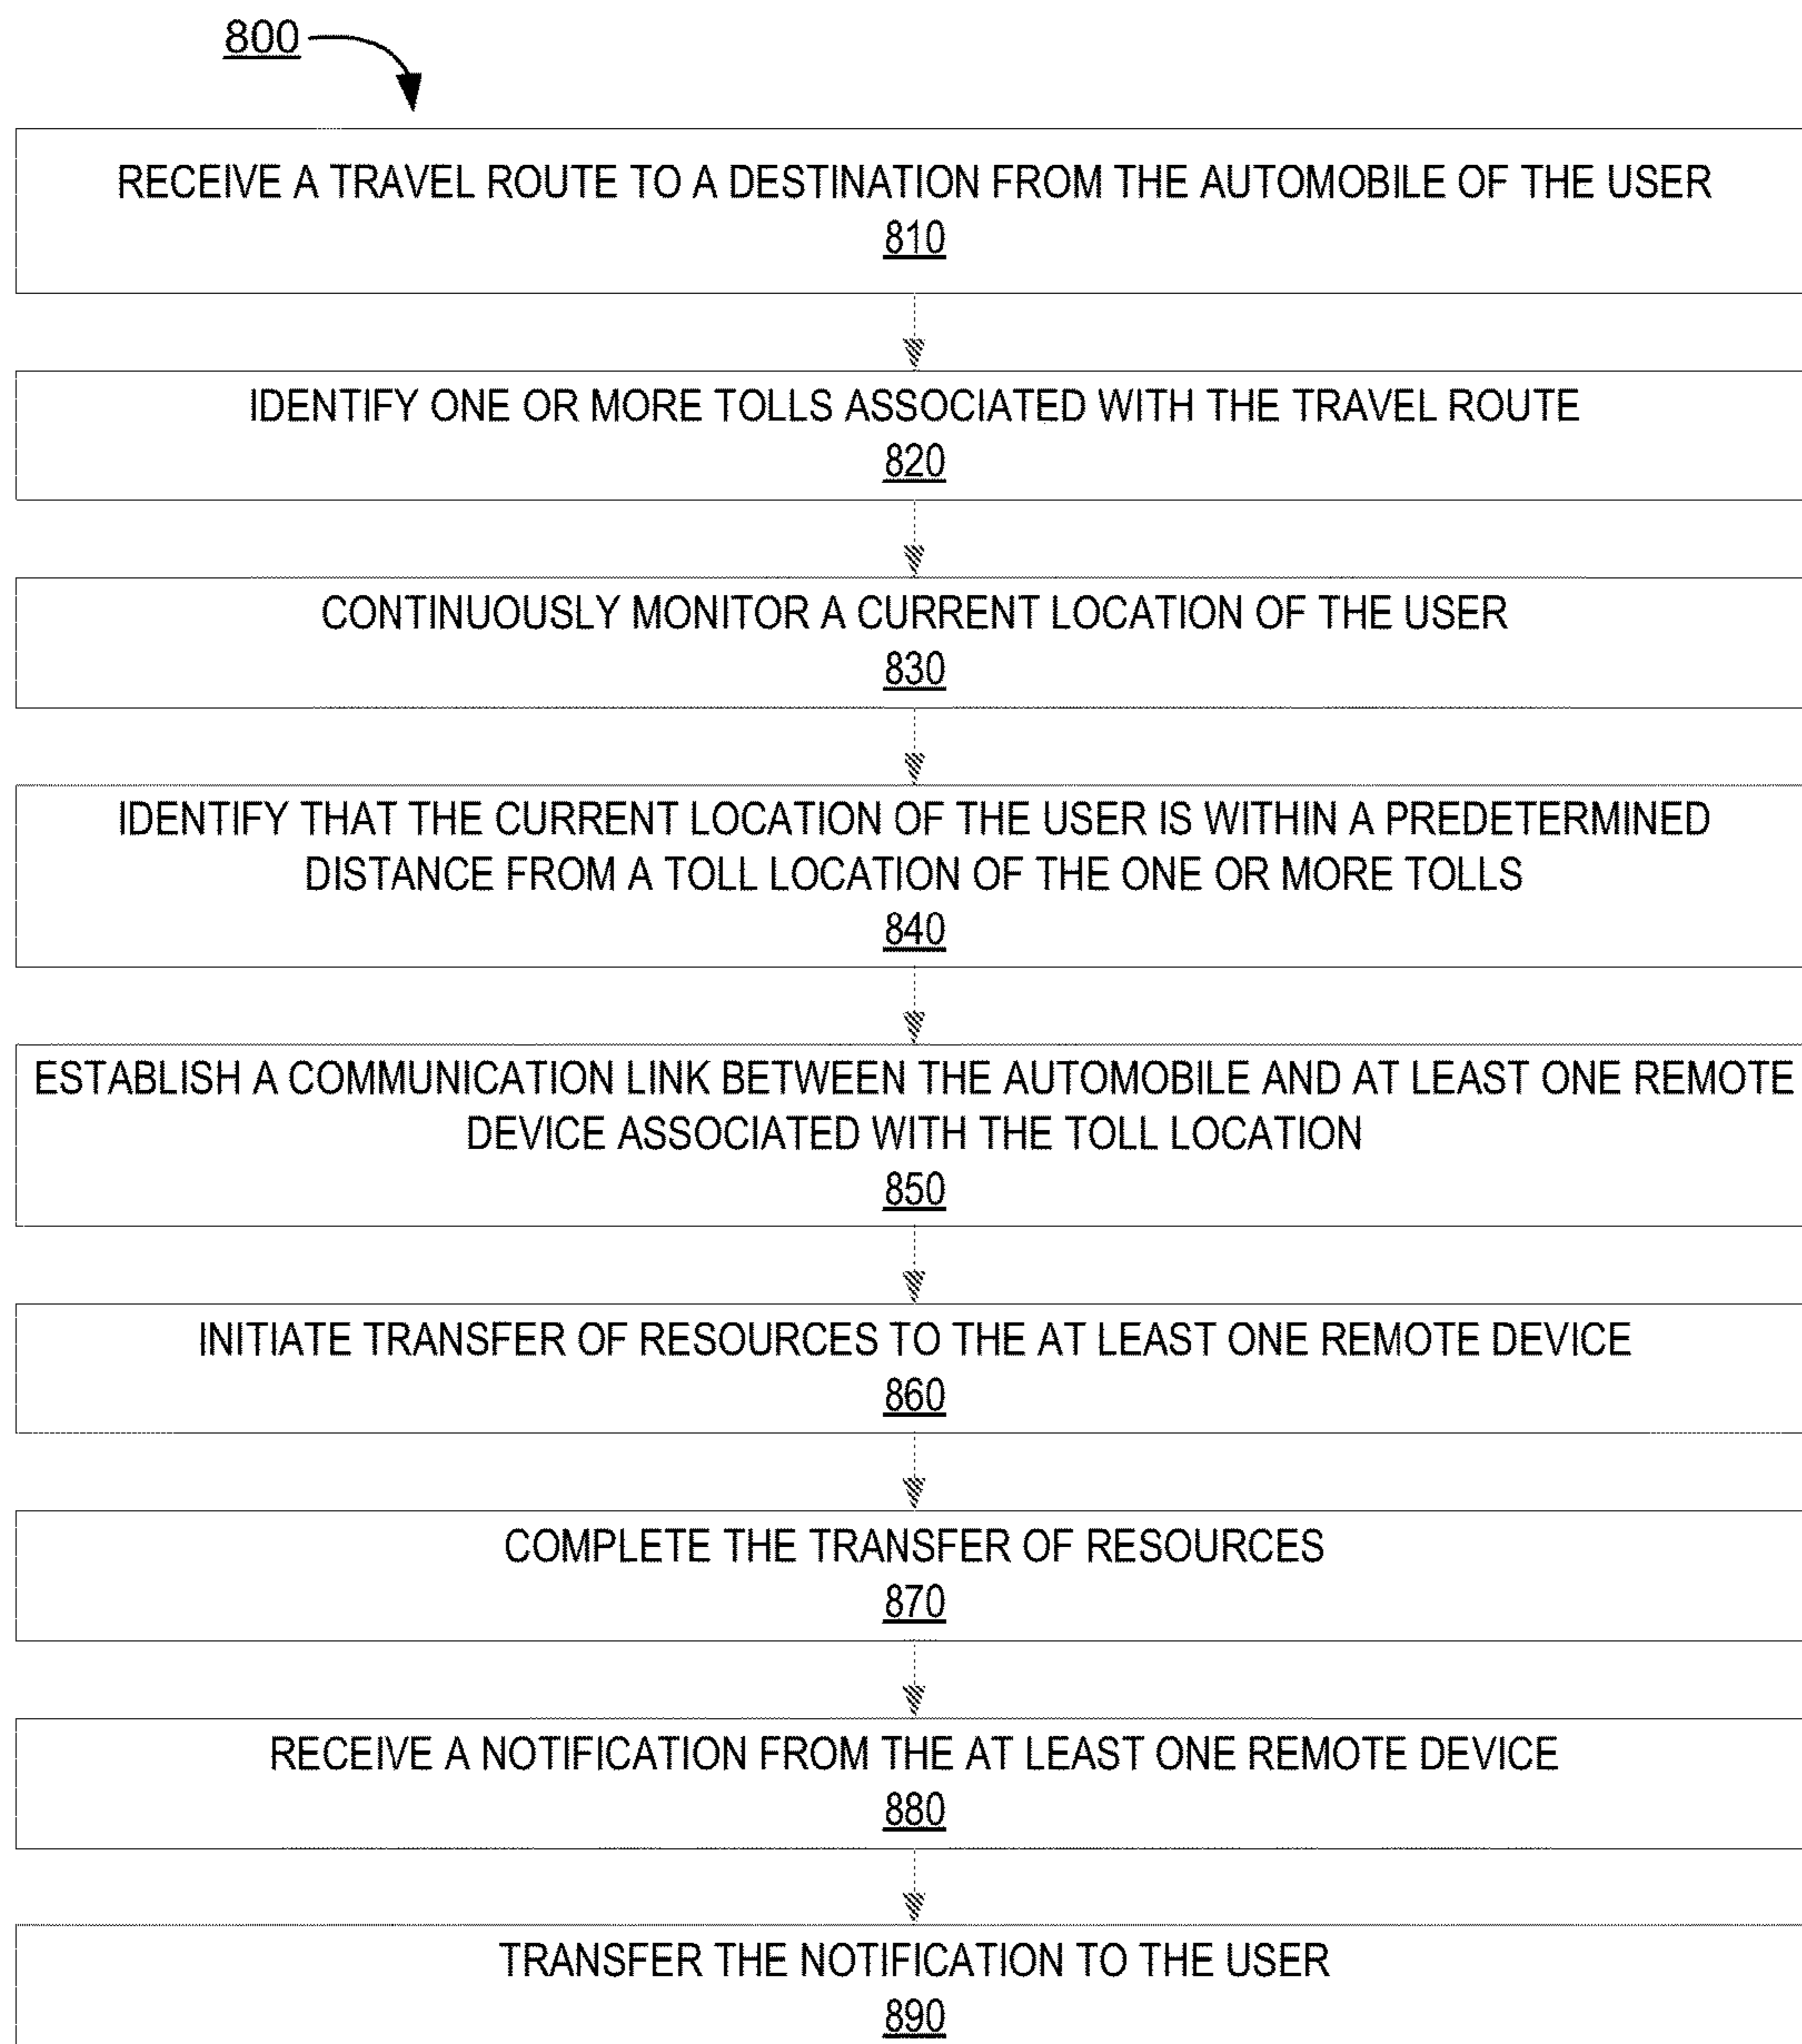 800
RECEIVE A TRAVEL ROUTE TO A DESTINATION FROM THE AUTOMOBILE OF THE USER
810
IDENTIFY ONE OR MORE TOLLS ASSOCIATED WITH THE TRAVEL ROUTE
820
CONTINUOUSLY MONITOR A CURRENT LOCATION OF THE USER
830
IDENTIFY THAT THE CURRENT LOCATION OF THE USER IS WITHIN A PREDETERMINED
DISTANCE FROM A TOLL LOCATION OF THE ONE OR MORE TOLLS
840
ESTABLISH A COMMUNICATION LINK BETWEEN THE AUTOMOBILE AND AT LEAST ONE REMOTE
DEVICE ASSOCIATED WITH THE TOLL LOCATION
850
INITIATE TRANSFER OF RESOURCES TO THE AT LEAST ONE REMOTE DEVICE
860
COMPLETE THE TRANSFER OF RESOURCES
870
RECEIVE A NOTIFICATION FROM THE AT LEAST ONE REMOTE DEVICE
880
TRANSFER THE NOTIFICATION TO THE USER
890